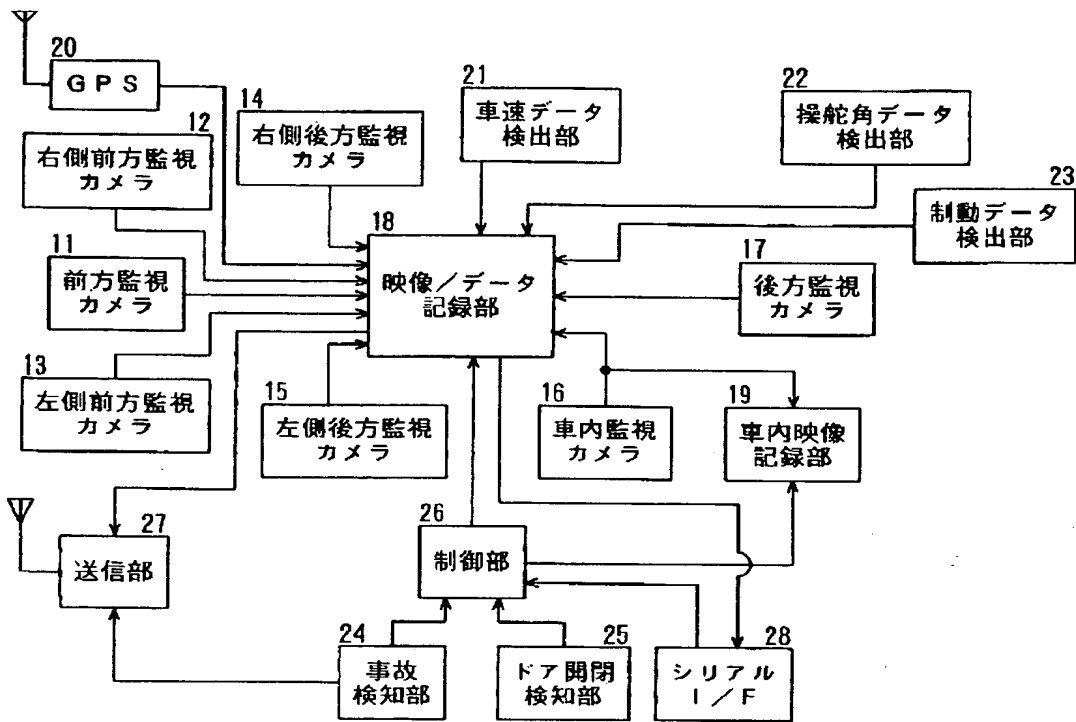 20
GPS
12
右側前方監視
カメラ
14
右側後方監視
カメラ
21
車速データ
検出部
22
操舵角データ
検出部
23
制動データ
検出部
11
前方監視
カメラ
18
映像/データ
記録部
17
後方監視
カメラ
13
左側前方監視
カメラ
15
左側後方監視
カメラ
16
車内監視
カメラ
19
車内映像
記録部
27
送信部
26
制御部
24
事故
検知部
25
ドア開閉
検知部
28
シリアル
I/F